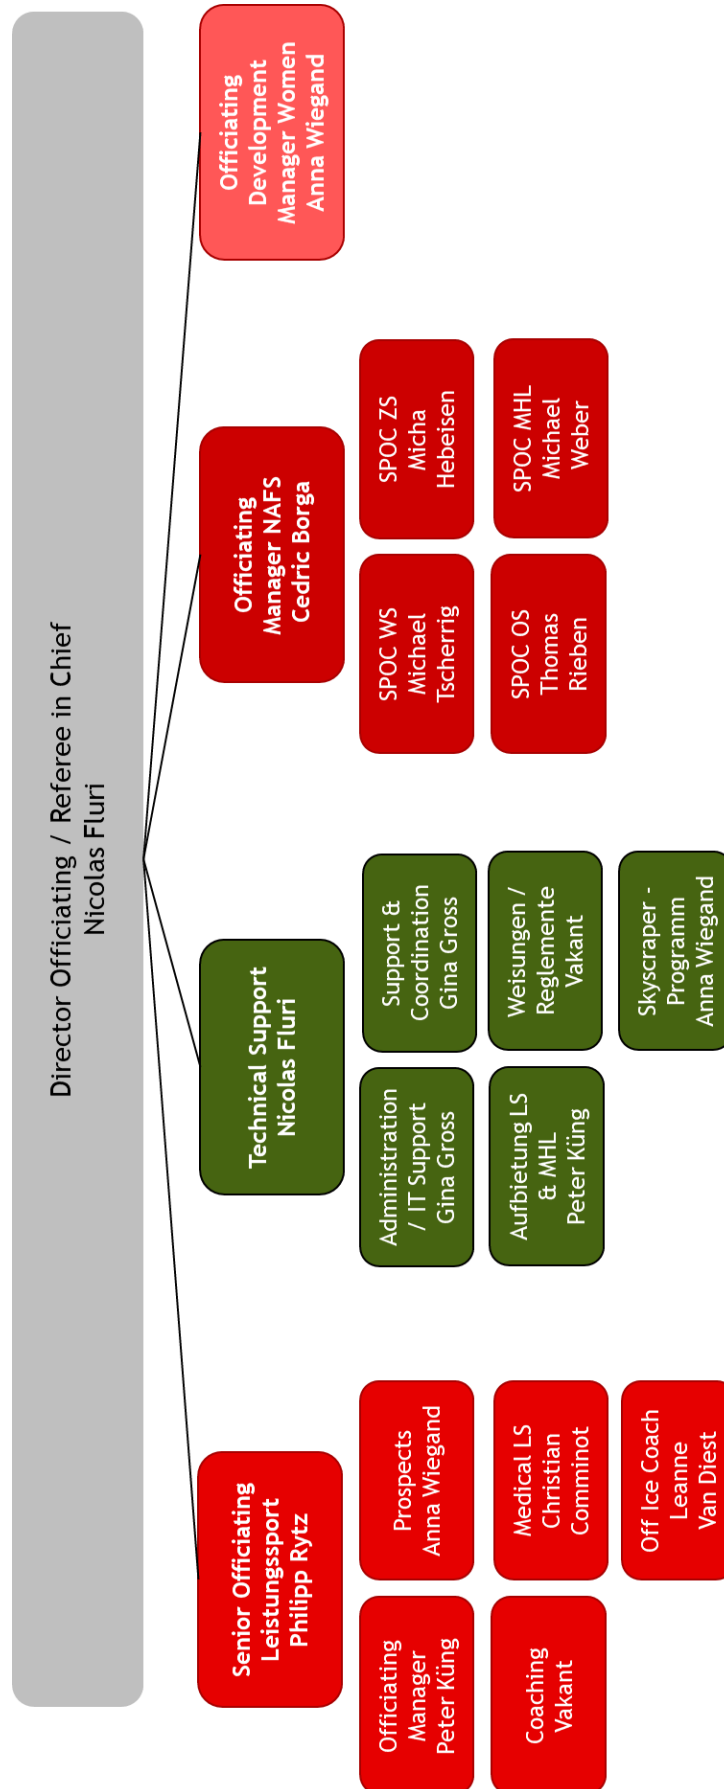 Director Officiating / Referee in Chief
Nicolas Fluri
Senior Officiating
Leistungssport
Philipp Rytz
Officiating
Manager
Peter Küng
Prospects
Anna Wiegand
Coaching
Vakant
Medical LS
Christian
Comminot
Off Ice Coach
Leanne
Van Diest
Technical Support
Nicolas Fluri
Administration
/ IT Support
Gina Gross
Support &
Coordination
Gina Gross
Aufbietung LS
& MHL
Peter Küng
Weisungen /
Reglemente
Vakant
Skyscraper -
Programm
Anna Wiegand
Officiating
Manager NAFS
Cedric Borga
SPOC WS
Michael
Tscherrig
SPOC ZS
Micha
Hebeisen
SPOC OS
Thomas
Rieben
SPOC MHL
Michael
Weber
Officiating
Development
Manager Women
Anna Wiegand